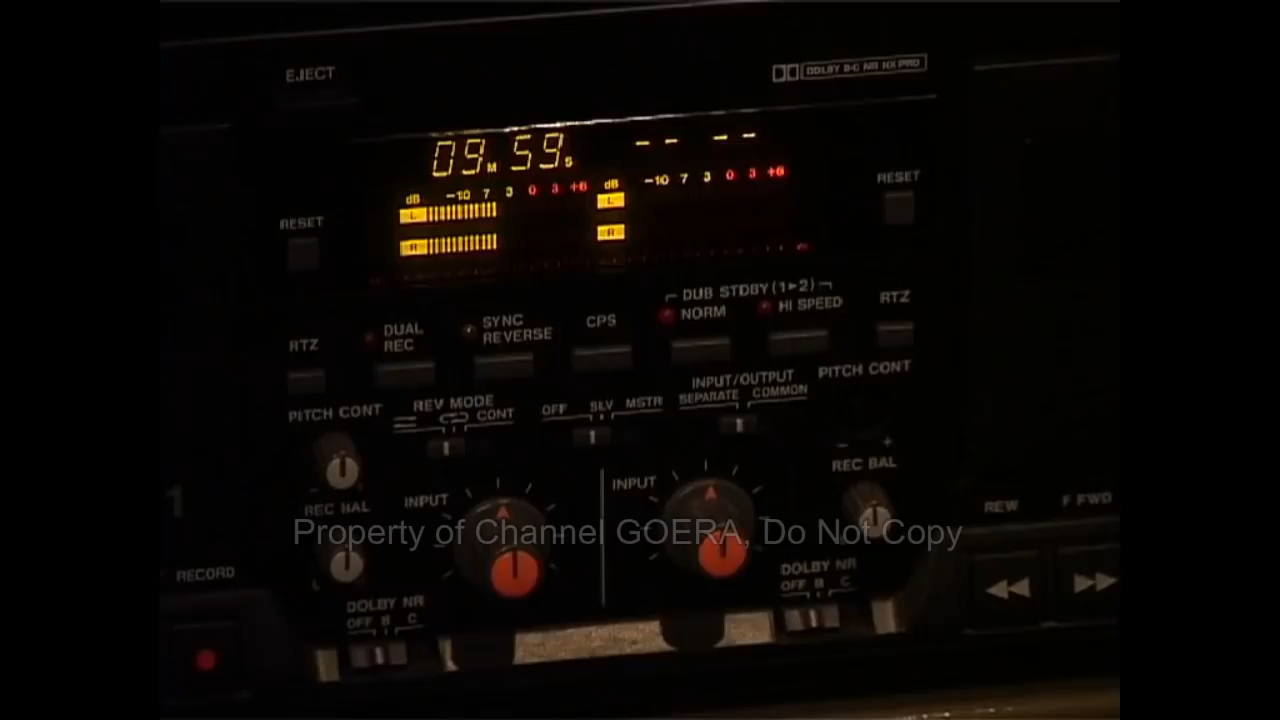 EJECT
DOLBY B-C NR HX PRO
09M 59S -- --
dB -10 7 3 0 3 +6 dB -10 7 3 0 3 +6
L L
R R
RESET RESET
DUB STDBY (1►2)
NORM HI SPEED
RTZ DUAL REC SYNC REVERSE CPS RTZ
PITCH CONT PITCH CONT
REV MODE
CONT
OFF SLV MSTR
INPUT/OUTPUT
SEPARATE COMMON
- +
REC BAL
INPUT INPUT
REC BAL
1
REW F FWD
Property of Channel GOERA, Do Not Copy
RECORD
L
DOLBY NR
OFF B C
DOLBY NR
OFF B C